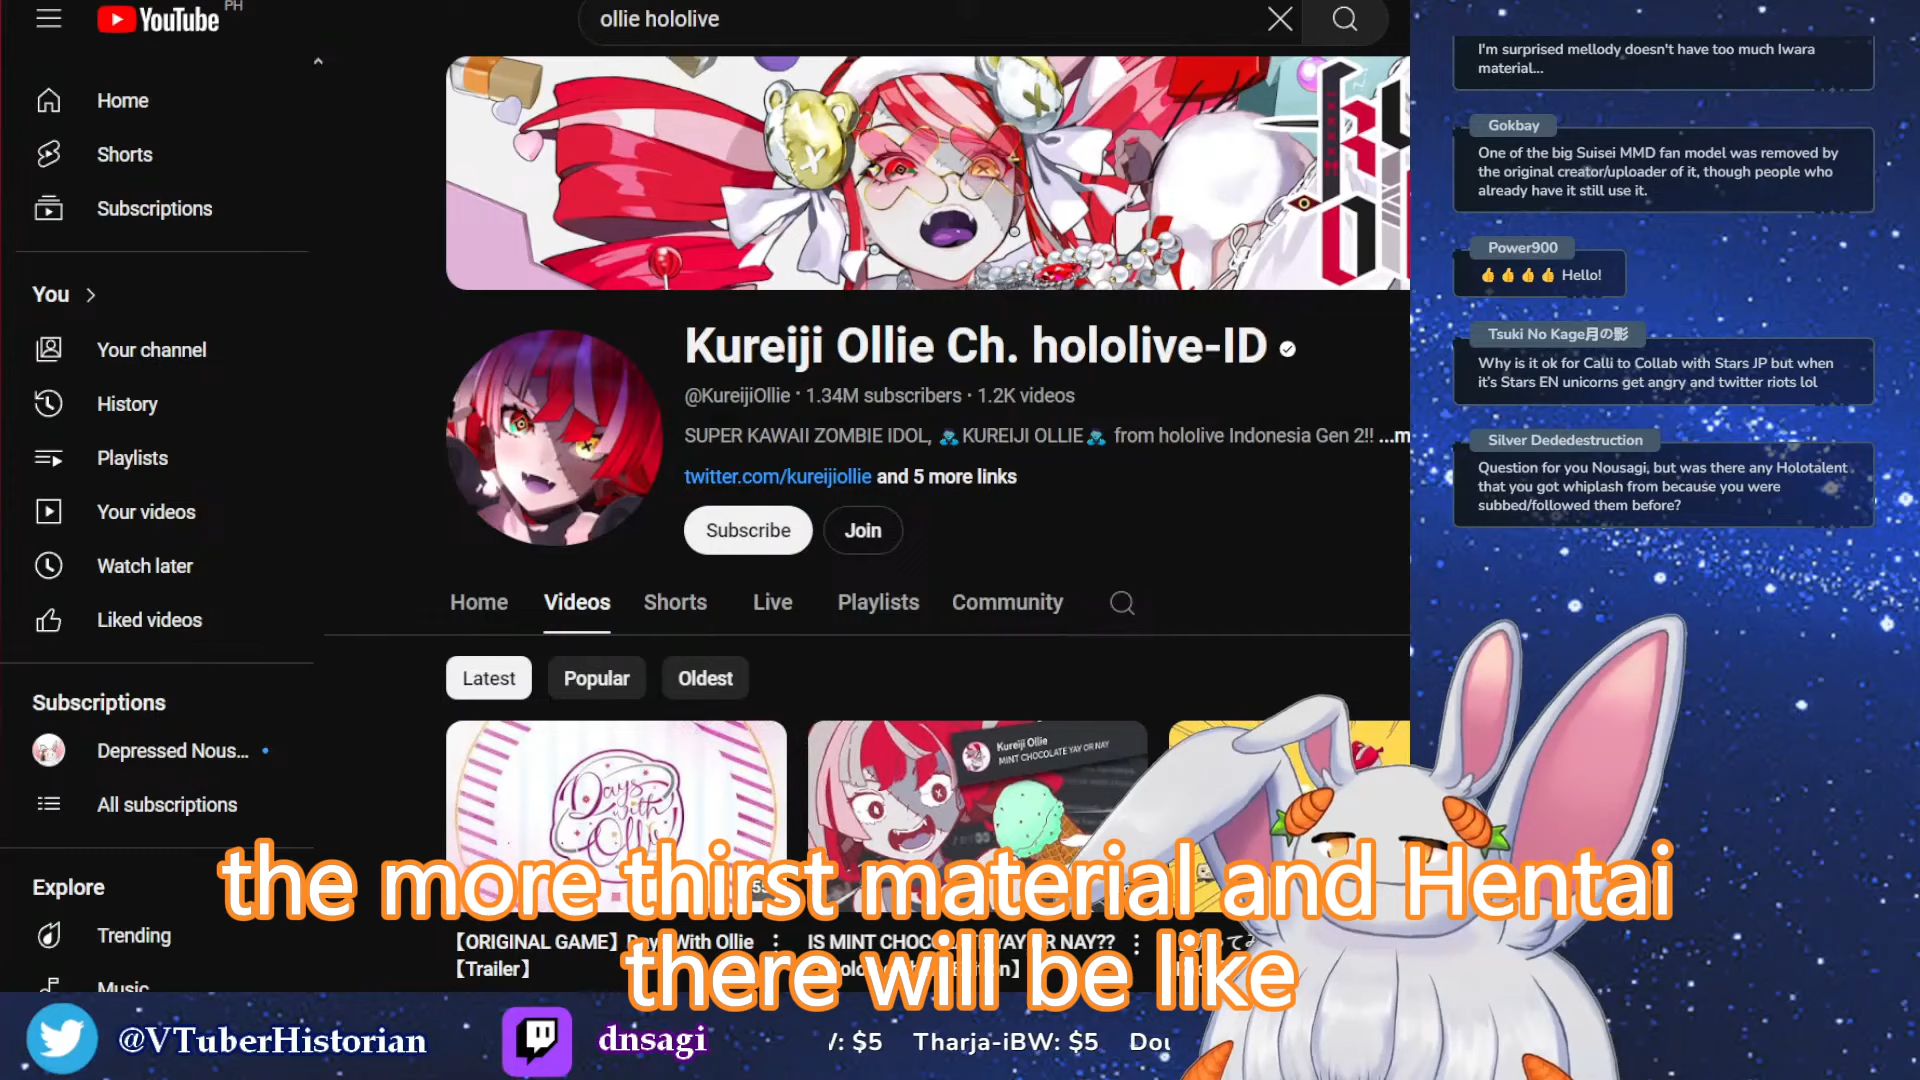 YouTube PH
ollie hololive
Home
Shorts
Subscriptions
You
Your channel
History
Playlists
Your videos
Watch later
Liked videos
Subscriptions
Depressed Nous...
All subscriptions
Explore
Trending
Music
Kureiji Ollie Ch. hololive-ID
@KureijiOllie · 1.34M subscribers · 1.2K videos
SUPER KAWAII ZOMBIE IDOL, 🧟KUREIJI OLLIE🧟 from hololive Indonesia Gen 2!! ...m
twitter.com/kureijiollie and 5 more links
Subscribe
Join
Home Videos Shorts Live Playlists Community
Latest Popular Oldest
Days with Ollie
Kureiji Ollie
MINT CHOCOLATE YAY OR NAY
【ORIGINAL GAME】 With Ollie
【Trailer】
IS MINT YAY OR NAY??
the more thirst material and Hentai
there will be like
I'm surprised mellody doesn't have too much Iwara
material...
Gokbay
One of the big Suisei MMD fan model was removed by
the original creator/uploader of it, though people who
already have it still use it.
Power900
👍👍👍👍 Hello!
Tsuki No Kage月の影
Why is it ok for Calli to Collab with Stars JP but when
it's Stars EN unicorns get angry and twitter riots lol
Silver Dededestruction
Question for you Nousagi, but was there any Holotalent
that you got whiplash from because you were
subbed/followed them before?
@VTuberHistorian
dnsagi
: $5 Tharja-iBW: $5